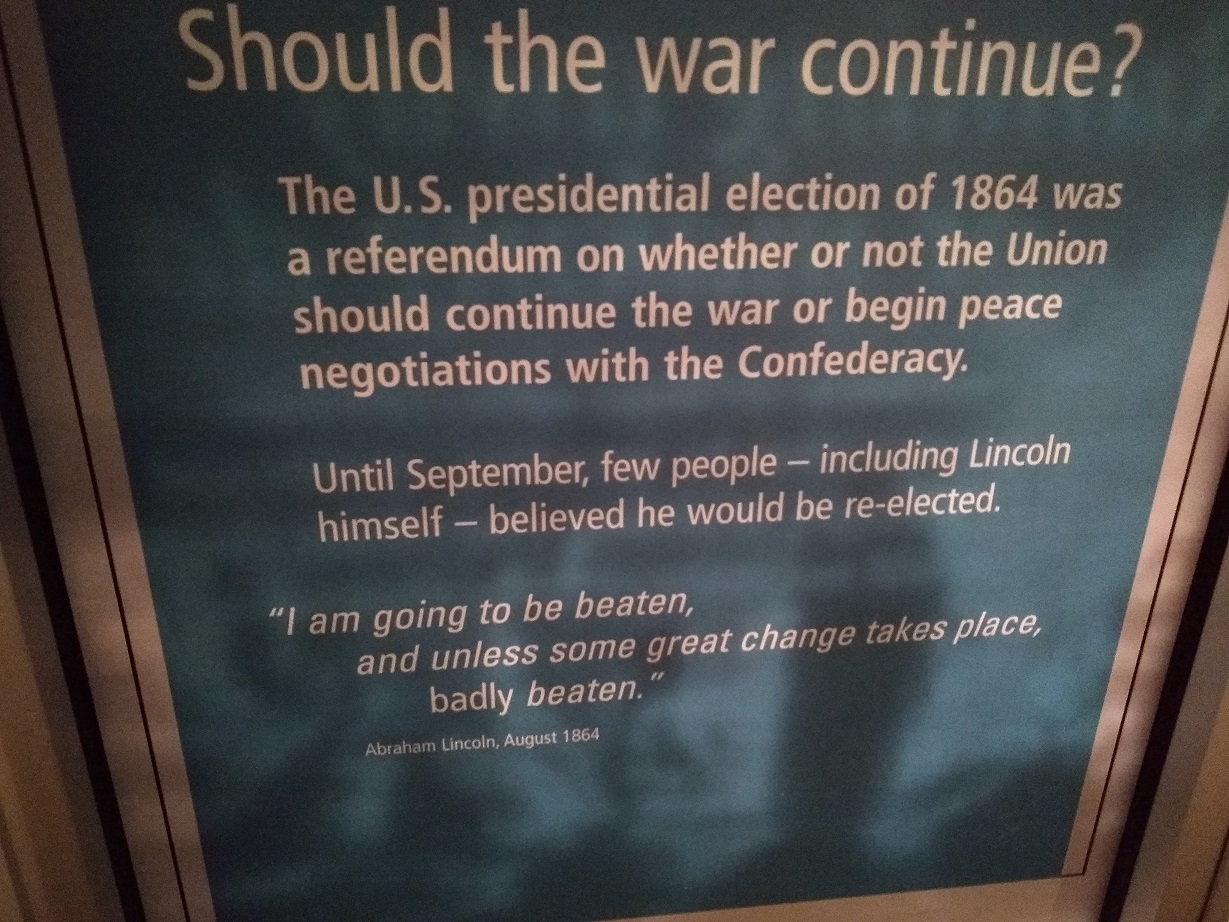 Should the war continue?
The U.S. presidential election of 1864 was
a referendum on whether or not the Union
should continue the war or begin peace
negotiations with the Confederacy.
Until September, few people – including Lincoln
himself – believed he would be re-elected.
“I am going to be beaten,
and unless some great change takes place,
badly beaten.”
Abraham Lincoln, August 1864